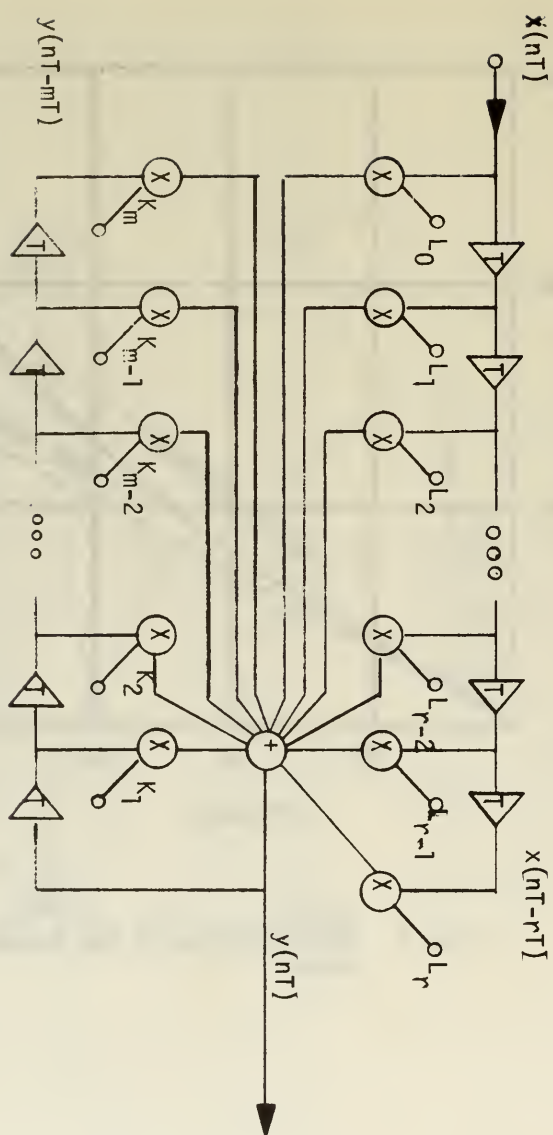 X(nT)
T T T T
x(nT-rT]
L0 L1 L2 ooo Lr-2 Lr-1 Lr
X X X X X X
+ y(nT)
X X X X X
Km Km-1 Km-2 K2 K1
T T ooo T T
y(nT-mT)